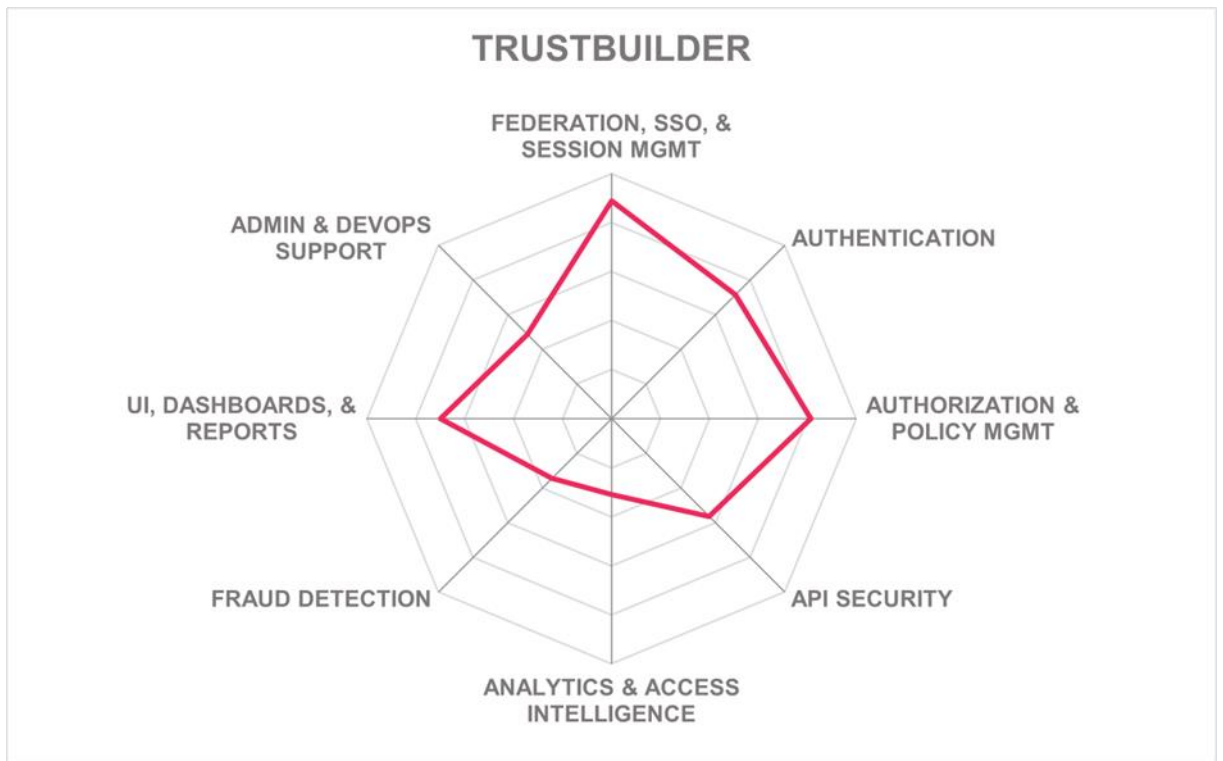 TRUSTBUILDER
FEDERATION, SSO, &
SESSION MGMT
ADMIN & DEVOPS
SUPPORT
AUTHENTICATION
UI, DASHBOARDS, &
REPORTS
AUTHORIZATION &
POLICY MGMT
FRAUD DETECTION
API SECURITY
ANALYTICS & ACCESS
INTELLIGENCE